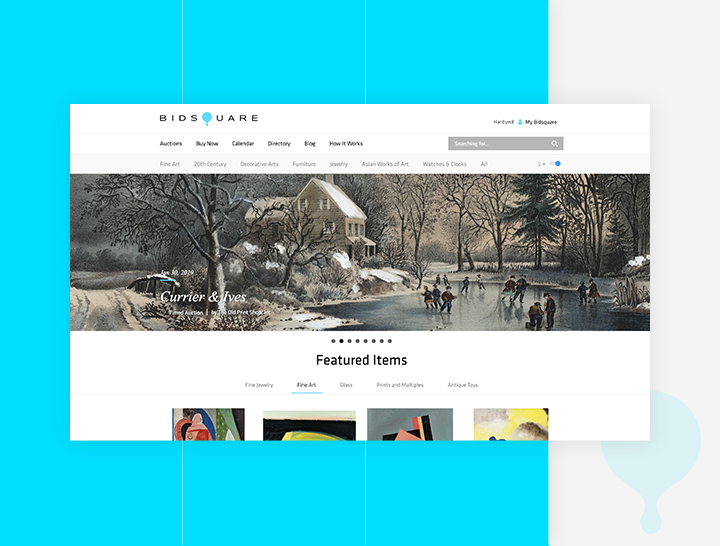 BIDSQUARE
Hardyedl My Bidsquare
Auctions Buy Now Calendar Directory Blog How It Works
Searching for...
Fine Art 20th Century Decorative Arts Furniture Jewelry Asian Works of Art Watches & Clocks All $
Jan 30, 2019
Currier & Ives
Timed Auction | by The Old Print Shop, Inc
Featured Items
Fine Jewelry Fine Art Glass Prints and Multiples Antique Toys